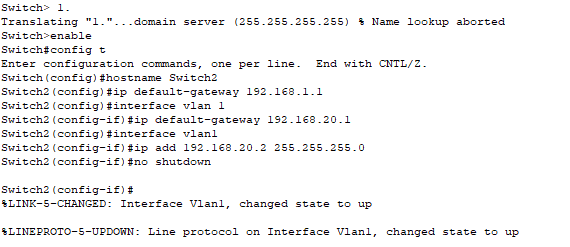 Switch> 1.
Translating "1."...domain server (255.255.255.255) % Name lookup aborted
Switch>enable
Switch#config t
Enter configuration commands, one per line.  End with CNTL/Z.
Switch(config)#hostname Switch2
Switch2(config)#ip default-gateway 192.168.1.1
Switch2(config)#interface vlan 1
Switch2(config-if)#ip default-gateway 192.168.20.1
Switch2(config)#interface vlan1
Switch2(config-if)#ip add 192.168.20.2 255.255.255.0
Switch2(config-if)#no shutdown
Switch2(config-if)#
%LINK-5-CHANGED: Interface Vlan1, changed state to up
%LINEPROTO-5-UPDOWN: Line protocol on Interface Vlan1, changed state to up